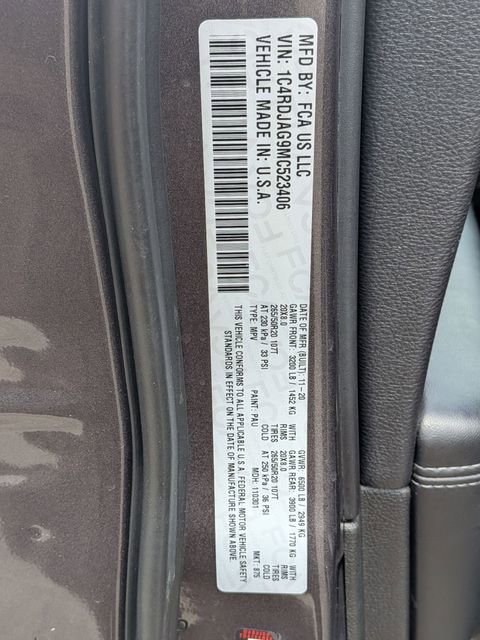 MFD BY: FCA US LLC
VIN: 1C4RDJAG9MC523406
VEHICLE MADE IN: U.S.A.
DATE OF MFR (BUILT): 11-20 GVWR: 6500 LB / 2949 KG
GAWR FRONT: 3200 LB / 1452 KG WITH GAWR REAR: 3900 LB / 1770 KG WITH
20X8.0 RIMS 20X8.0 RIMS
265/50R20 107T TIRES 265/50R20 107T TIRES
AT 230 kPa / 33 PSI COLD AT 250 kPa / 36 PSI COLD
TYPE: MPV PAINT: PAU MDH: 110301 MKT: 875
THIS VEHICLE CONFORMS TO ALL APPLICABLE U.S.A. FEDERAL MOTOR VEHICLE SAFETY
STANDARDS IN EFFECT ON THE DATE OF MANUFACTURE SHOWN ABOVE.